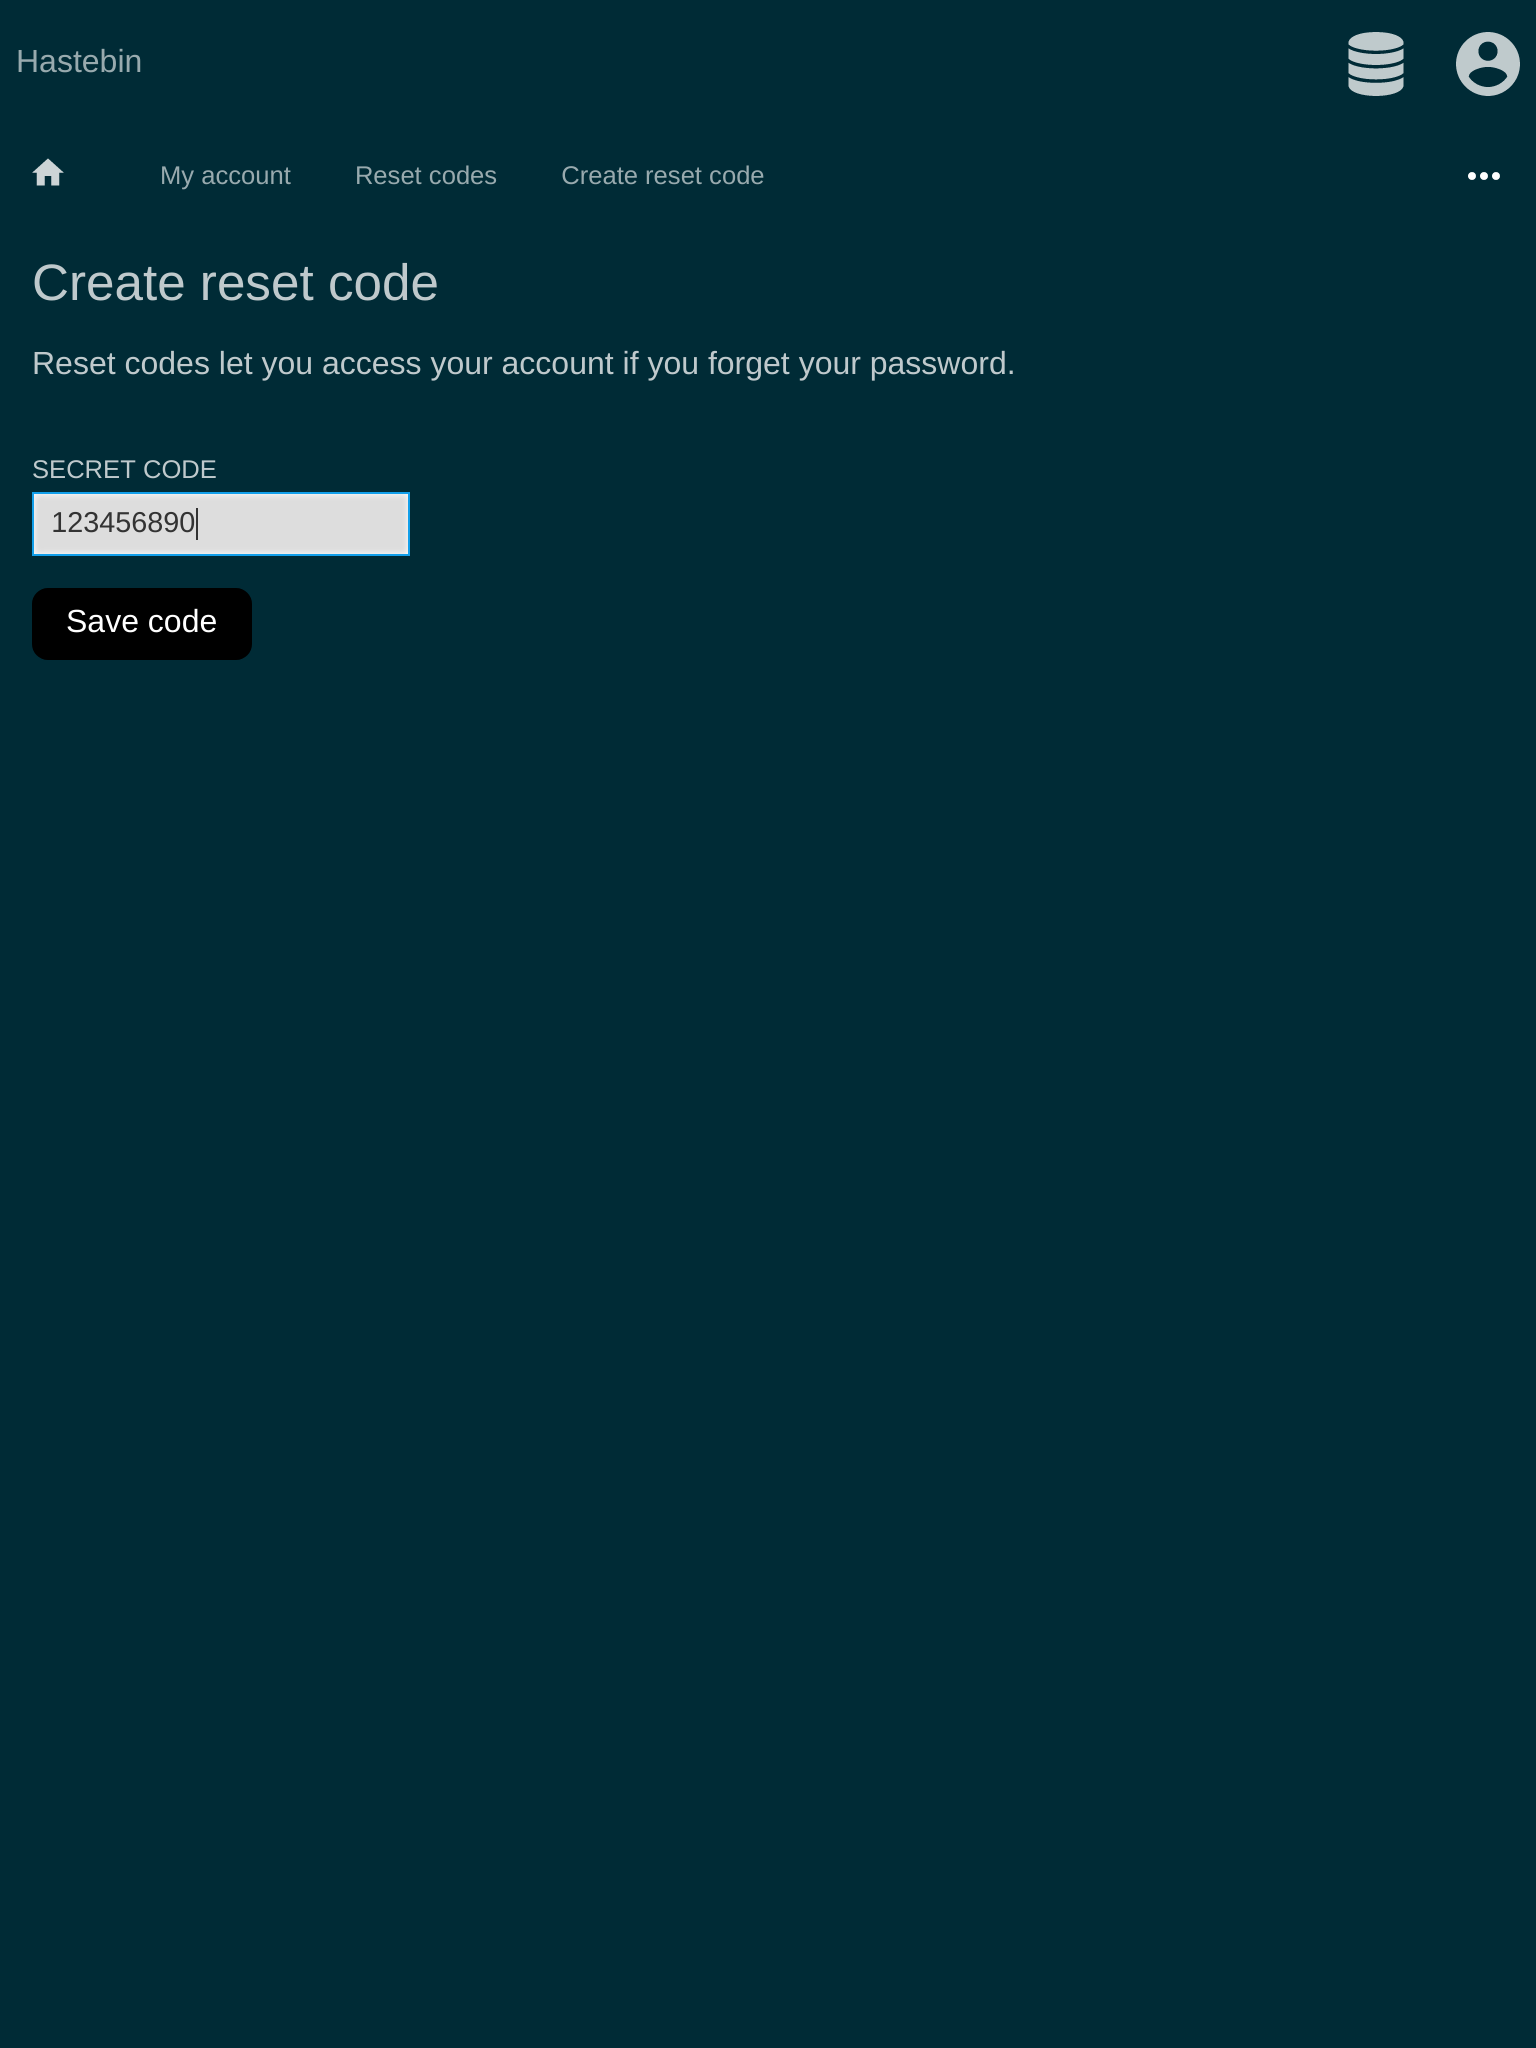 Hastebin
My account Reset codes Create reset code
Create reset code
Reset codes let you access your account if you forget your password.
SECRET CODE
123456890
Save code